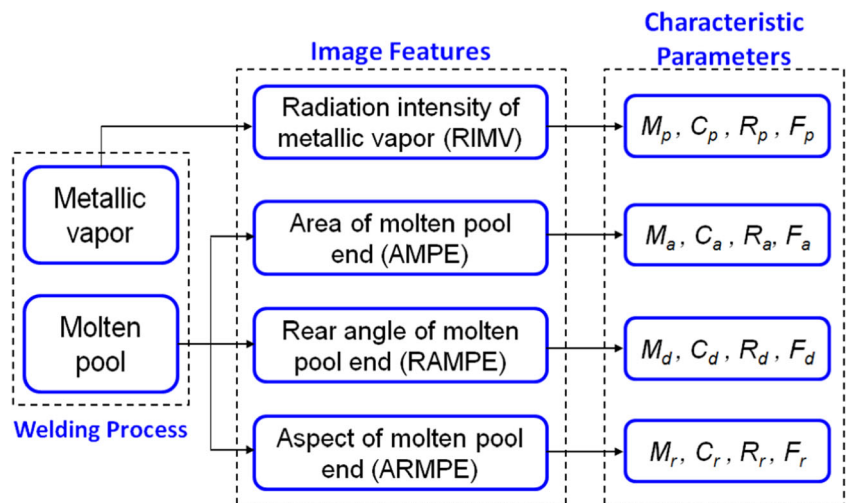 Image Features
Characteristic
Parameters
Radiation intensity of
metallic vapor (RIMV)
Mp, Cp, Rp, Fp
Metallic
vapor
Area of molten pool
end (AMPE)
Ma, Ca, Ra, Fa
Molten
pool
Rear angle of molten
pool end (RAMPE)
Md, Cd, Rd, Fd
Welding Process
Aspect of molten pool
end (ARMPE)
Mr, Cr, Rr, Fr